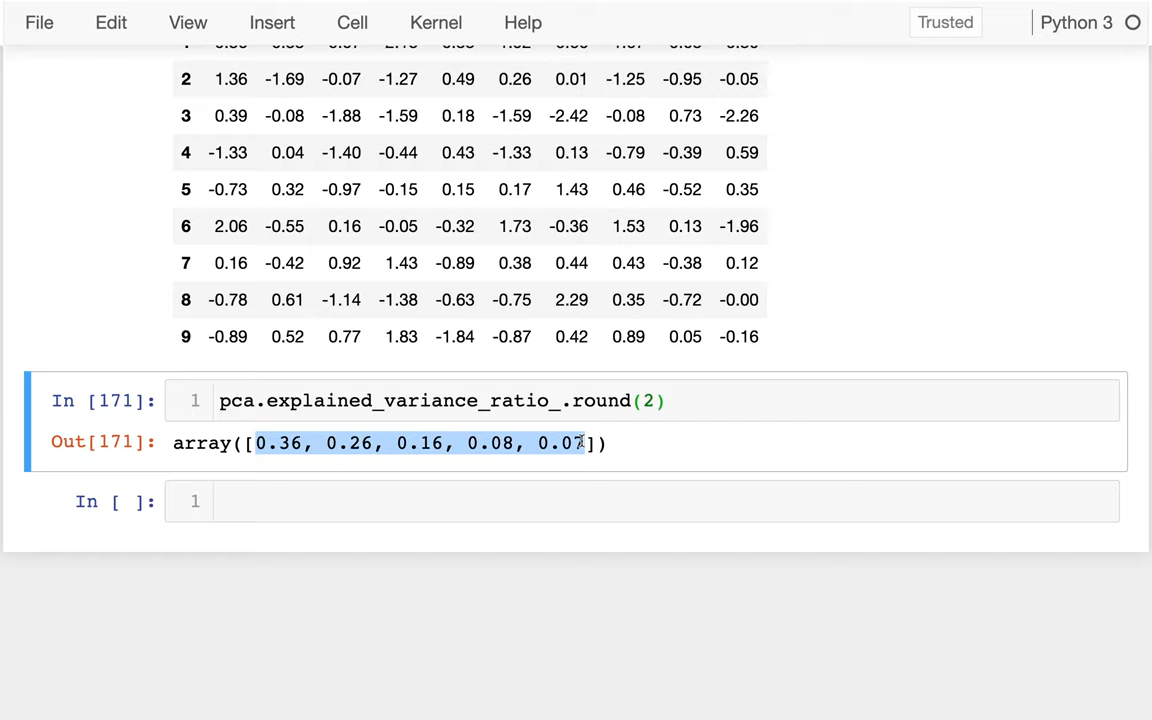 File Edit View Insert Cell Kernel Help Trusted Python 3
2 1.36 -1.69 -0.07 -1.27 0.49 0.26 0.01 -1.25 -0.95 -0.05
3 0.39 -0.08 -1.88 -1.59 0.18 -1.59 -2.42 -0.08 0.73 -2.26
4 -1.33 0.04 -1.40 -0.44 0.43 -1.33 0.13 -0.79 -0.39 0.59
5 -0.73 0.32 -0.97 -0.15 0.15 0.17 1.43 0.46 -0.52 0.35
6 2.06 -0.55 0.16 -0.05 -0.32 1.73 -0.36 1.53 0.13 -1.96
7 0.16 -0.42 0.92 1.43 -0.89 0.38 0.44 0.43 -0.38 0.12
8 -0.78 0.61 -1.14 -1.38 -0.63 -0.75 2.29 0.35 -0.72 -0.00
9 -0.89 0.52 0.77 1.83 -1.84 -0.87 0.42 0.89 0.05 -0.16
In [171]: 1 pca.explained_variance_ratio_.round(2)
Out[171]: array([0.36, 0.26, 0.16, 0.08, 0.07])
In [ ]: 1